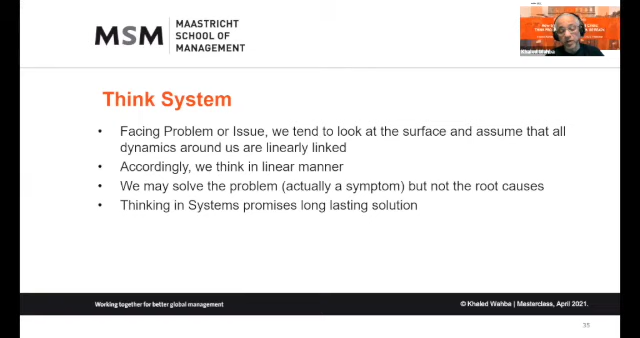 MSM
MAASTRICHT
SCHOOL OF
MANAGEMENT
Khaled Wahba
Think System
• Facing Problem or Issue, we tend to look at the surface and assume that all
dynamics around us are linearly linked
• Accordingly, we think in linear manner
• We may solve the problem (actually a symptom) but not the root causes
• Thinking in Systems promises long lasting solution
Working together for better global management
© Khaled Wahba | Masterclass, April 2021.
35